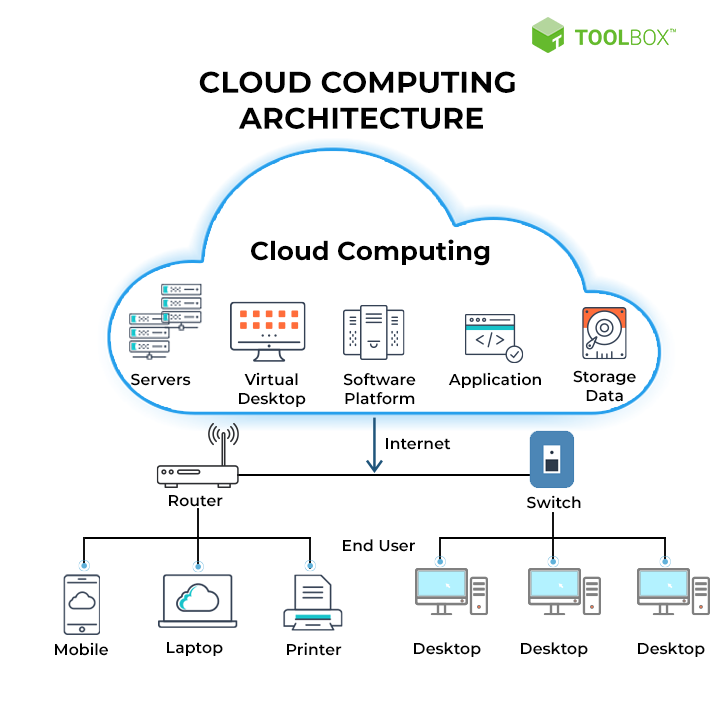 TOOLBOX™
CLOUD COMPUTING
ARCHITECTURE
Cloud Computing
Servers
Virtual
Desktop
Software
Platform
</>
Application
Storage
Data
Internet
Router
Switch
End User
Mobile
Laptop
Printer
Desktop
Desktop
Desktop